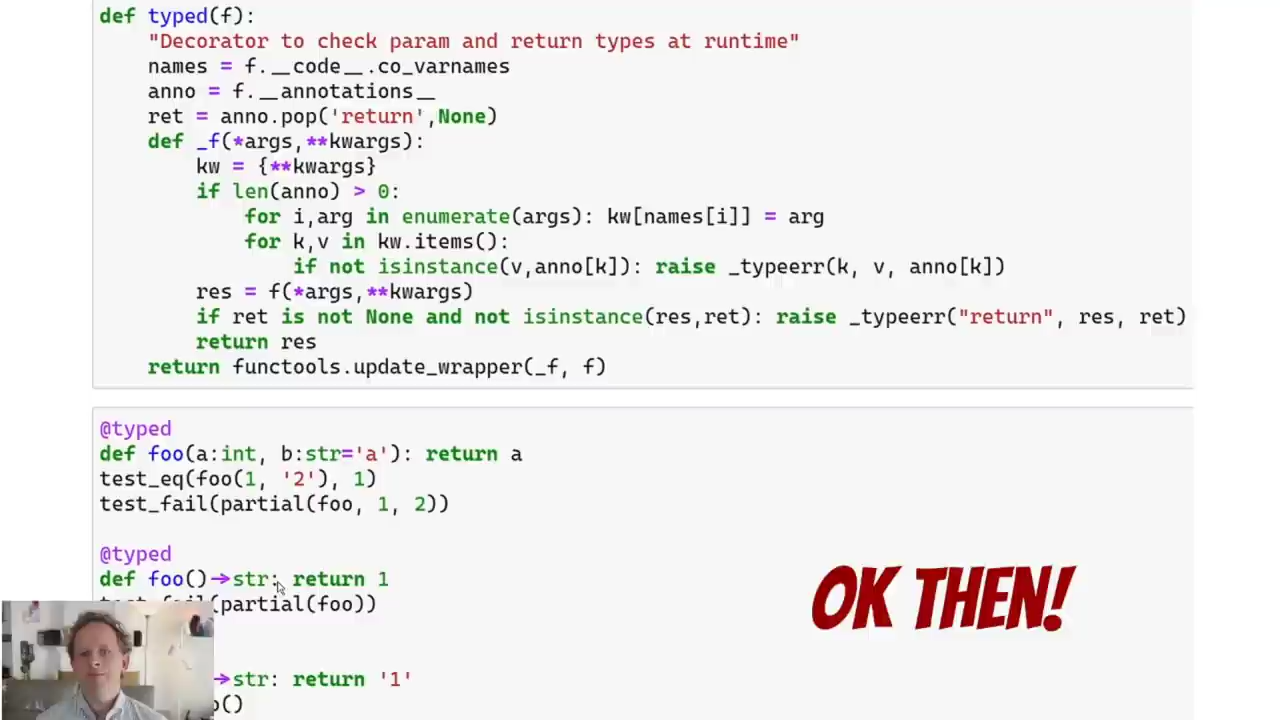 def typed(f):
    "Decorator to check param and return types at runtime"
    names = f.__code__.co_varnames
    anno = f.__annotations__
    ret = anno.pop('return',None)
    def _f(*args,**kwargs):
        kw = {**kwargs}
        if len(anno) > 0:
            for i,arg in enumerate(args): kw[names[i]] = arg
            for k,v in kw.items():
                if not isinstance(v,anno[k]): raise _typeerr(k, v, anno[k])
        res = f(*args,**kwargs)
        if ret is not None and not isinstance(res,ret): raise _typeerr("return", res, ret)
        return res
    return functools.update_wrapper(_f, f)
@typed
def foo(a:int, b:str='a'): return a
test_eq(foo(1, '2'), 1)
test_fail(partial(foo, 1, 2))
@typed
def foo()->str: return 1
test_fail(partial(foo))
OK THEN!
->str: return '1'
()